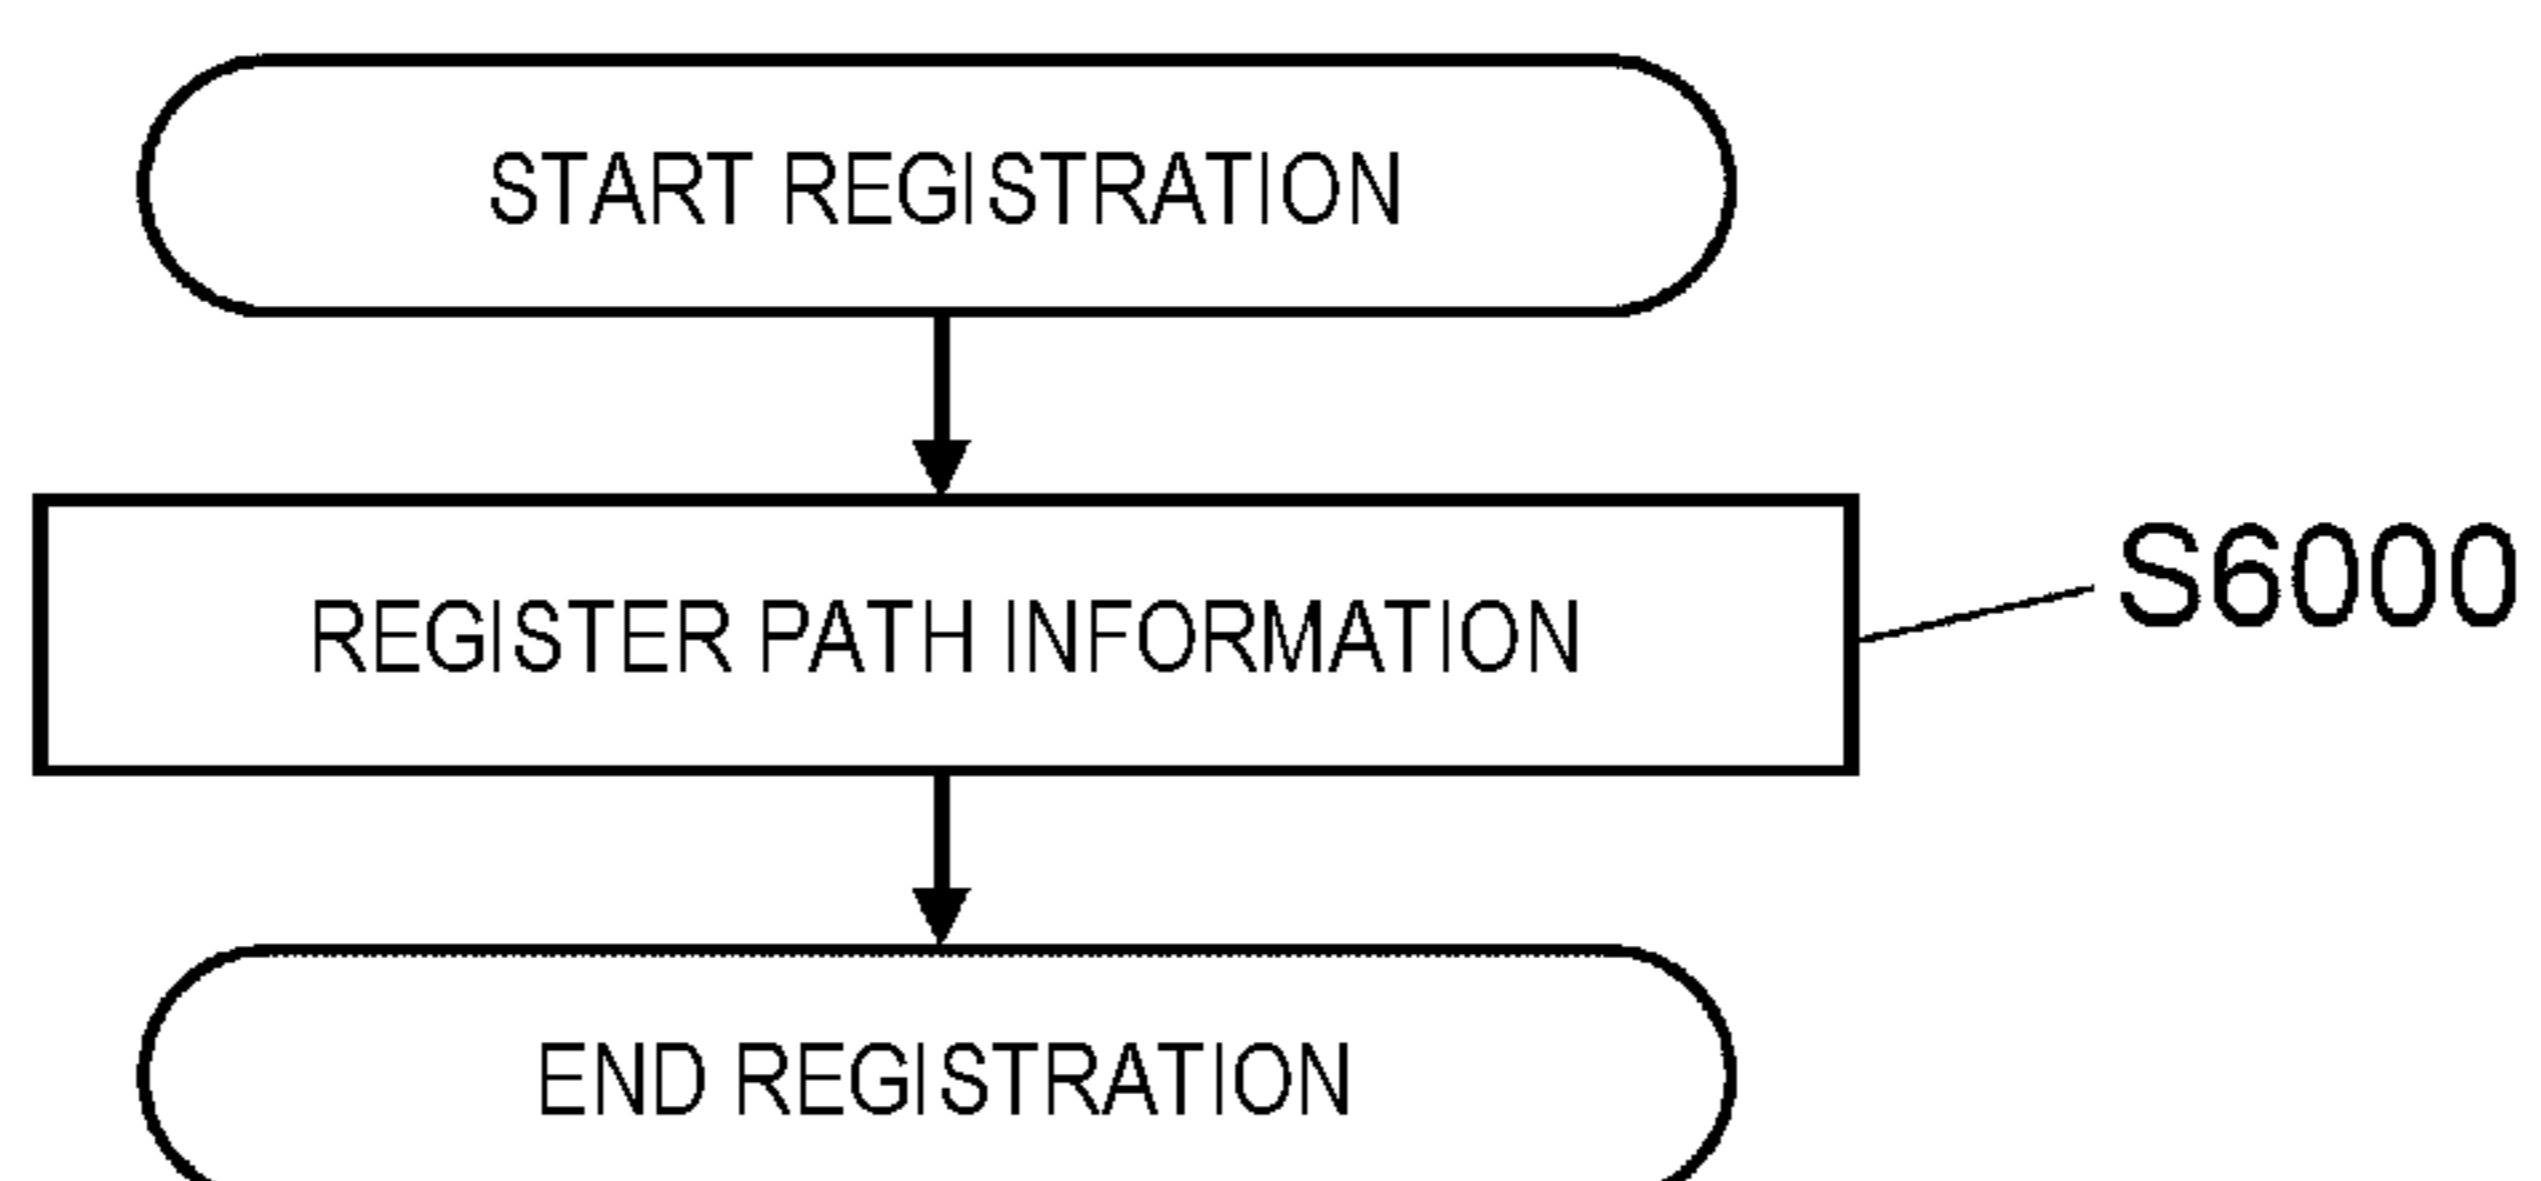 START REGISTRATION
REGISTER PATH INFORMATION
S6000
END REGISTRATION